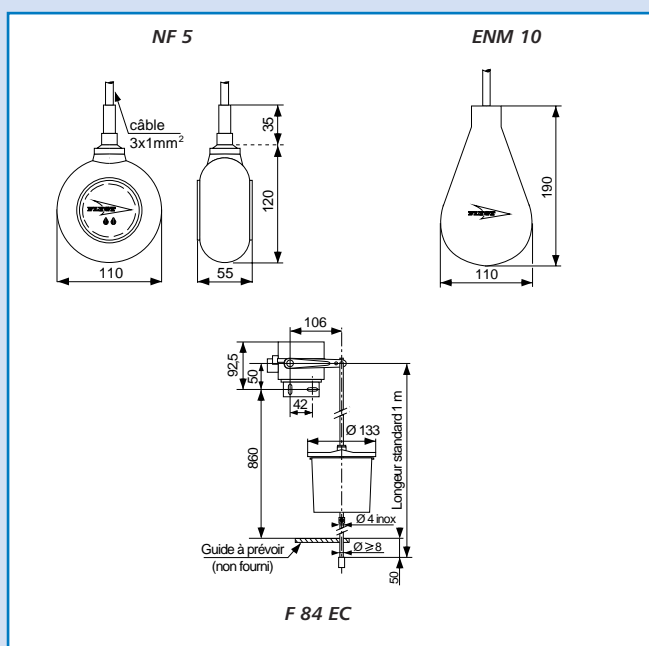 NF 5
ENM 10
câble
3x1mm²
35
120
190
110
55
110
106
92,5
50
42
Ø 133
860
Longeur standard 1 m
Ø 4 inox
Guide à prévoir
(non fourni)
Ø ≥ 8
50
F 84 EC